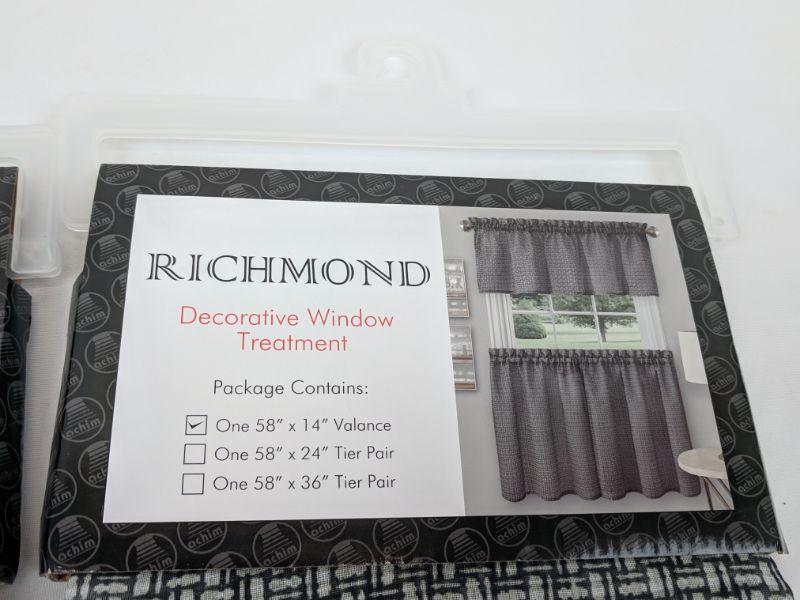 RICHMOND
Decorative Window
Treatment
Package Contains:
One 58" x 14" Valance
One 58" x 24" Tier Pair
One 58" x 36" Tier Pair
achim